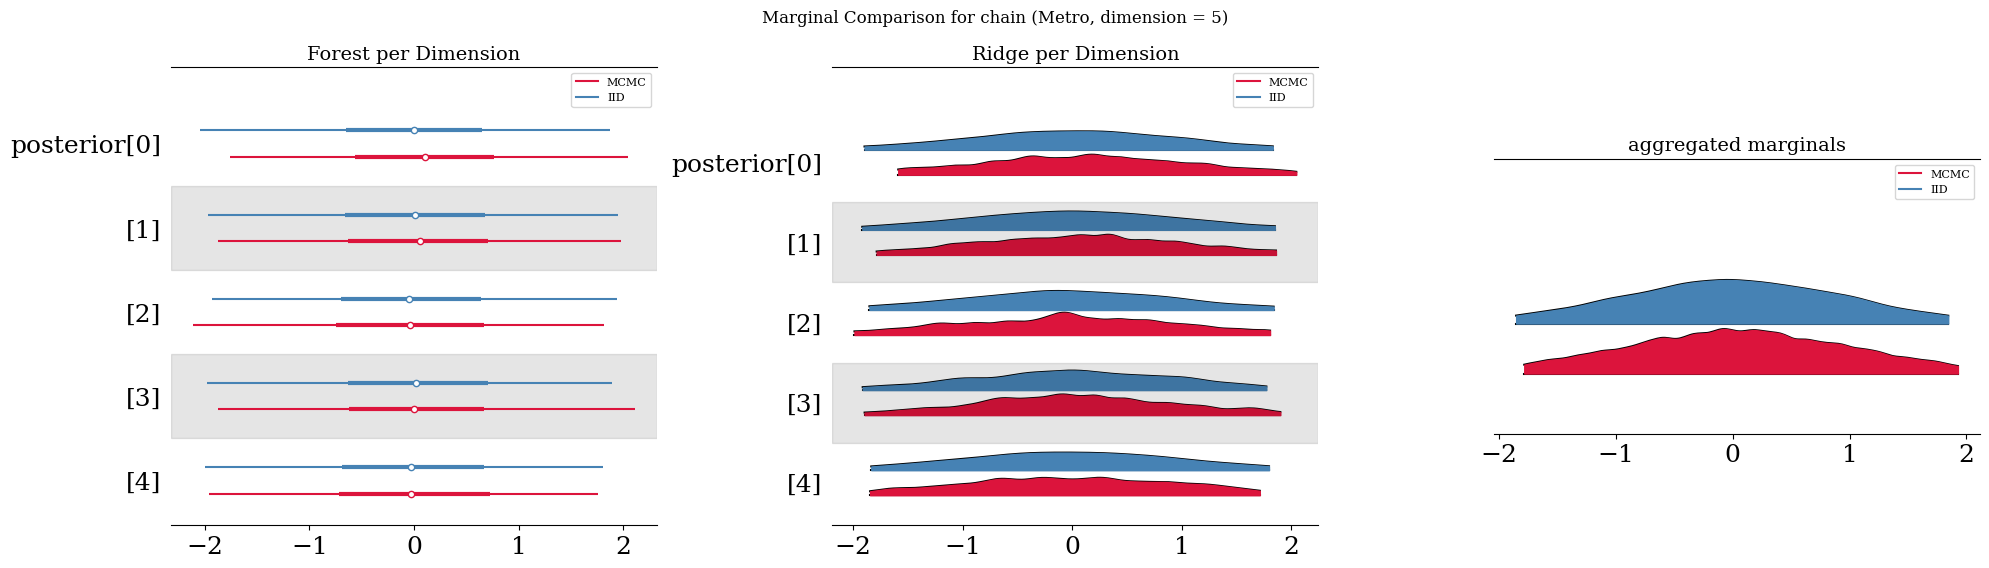 Marginal Comparison for chain (Metro, dimension = 5)
Forest per Dimension
MCMC
IID
posterior[0]
[1]
[2]
[3]
[4]
−2 −1 0 1 2
Ridge per Dimension
MCMC
IID
posterior[0]
[1]
[2]
[3]
[4]
−2 −1 0 1 2
aggregated marginals
MCMC
IID
−2 −1 0 1 2